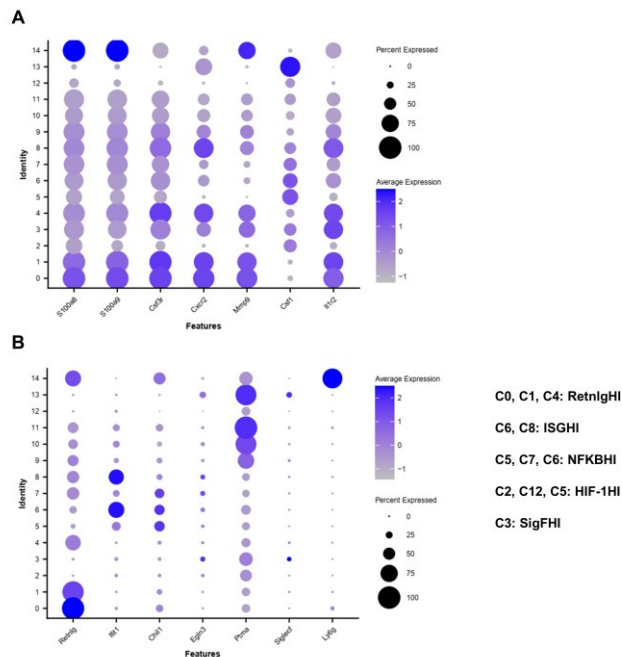 A
14
13
12
11
10
9
8
7
6
5
4
3
2
1
0
Identity
S100a8
S100a9
Csf3r
Cxcr2
Mmp9
Csf1
Il1r2
Features
Percent Expressed
0
25
50
75
100
Average Expression
2
1
0
−1
B
14
13
12
11
10
9
8
7
6
5
4
3
2
1
0
Identity
Retnlg
Ifit1
Chil1
Egln3
Ptma
Siglecf
Ly6g
Features
Average Expression
2
1
0
−1
Percent Expressed
0
25
50
75
100
C0, C1, C4: RetnlgHI
C6, C8: ISGHI
C5, C7, C6: NFKBHI
C2, C12, C5: HIF-1HI
C3: SigFHI